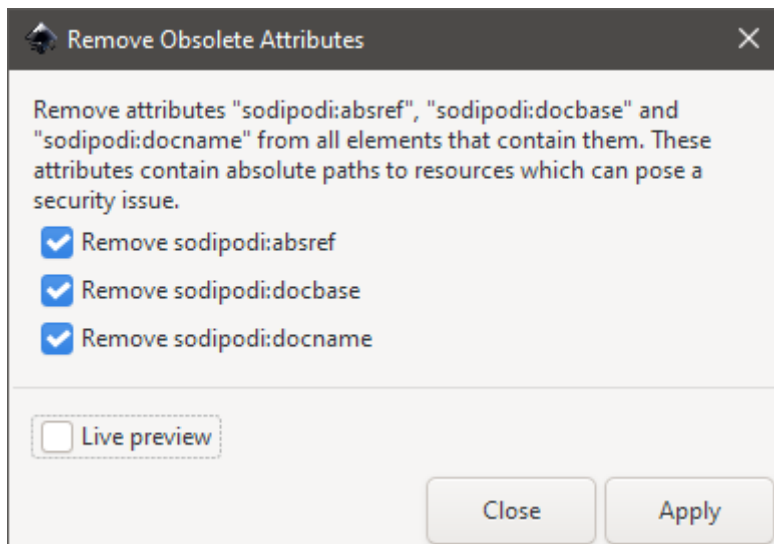 Remove Obsolete Attributes
Remove attributes "sodipodi:absref", "sodipodi:docbase" and
"sodipodi:docname" from all elements that contain them. These
attributes contain absolute paths to resources which can pose a
security issue.
Remove sodipodi:absref
Remove sodipodi:docbase
Remove sodipodi:docname
Live preview
Close Apply